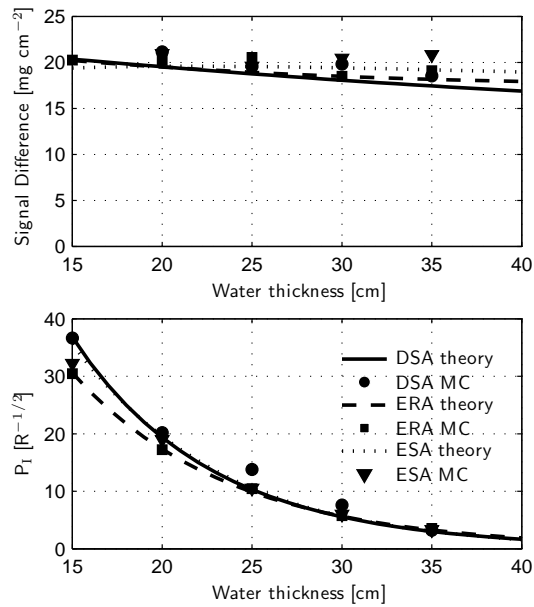 25
20
15
10
5
0
15 20 25 30 35 40
Signal Difference [mg cm−2]
Water thickness [cm]
40
30
20
10
0
15 20 25 30 35 40
PI [R−1/2]
Water thickness [cm]
DSA theory
DSA MC
ERA theory
ERA MC
ESA theory
ESA MC